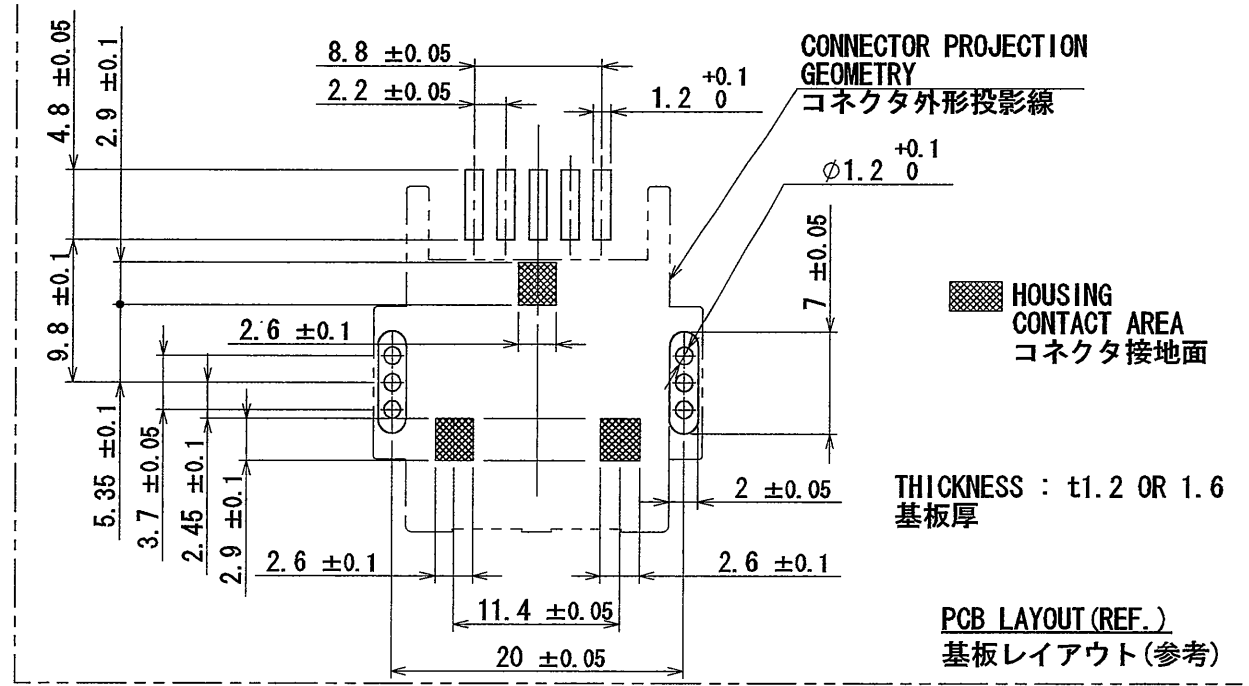 4.8 ±0.05
2.9 ±0.1
8.8 ±0.05
2.2 ±0.05
1.2 +0.1 0
CONNECTOR PROJECTION
GEOMETRY
コネクタ外形投影線
∅1.2 +0.1 0
7 ±0.05
9.8 ±0.1
2.6 ±0.1
HOUSING
CONTACT AREA
コネクタ接地面
5.35 ±0.1
3.7 ±0.05
2.45 ±0.1
2.9 ±0.1
2 ±0.05
THICKNESS : t1.2 OR 1.6
基板厚
2.6 ±0.1
2.6 ±0.1
11.4 ±0.05
20 ±0.05
PCB LAYOUT(REF.)
基板レイアウト(参考)